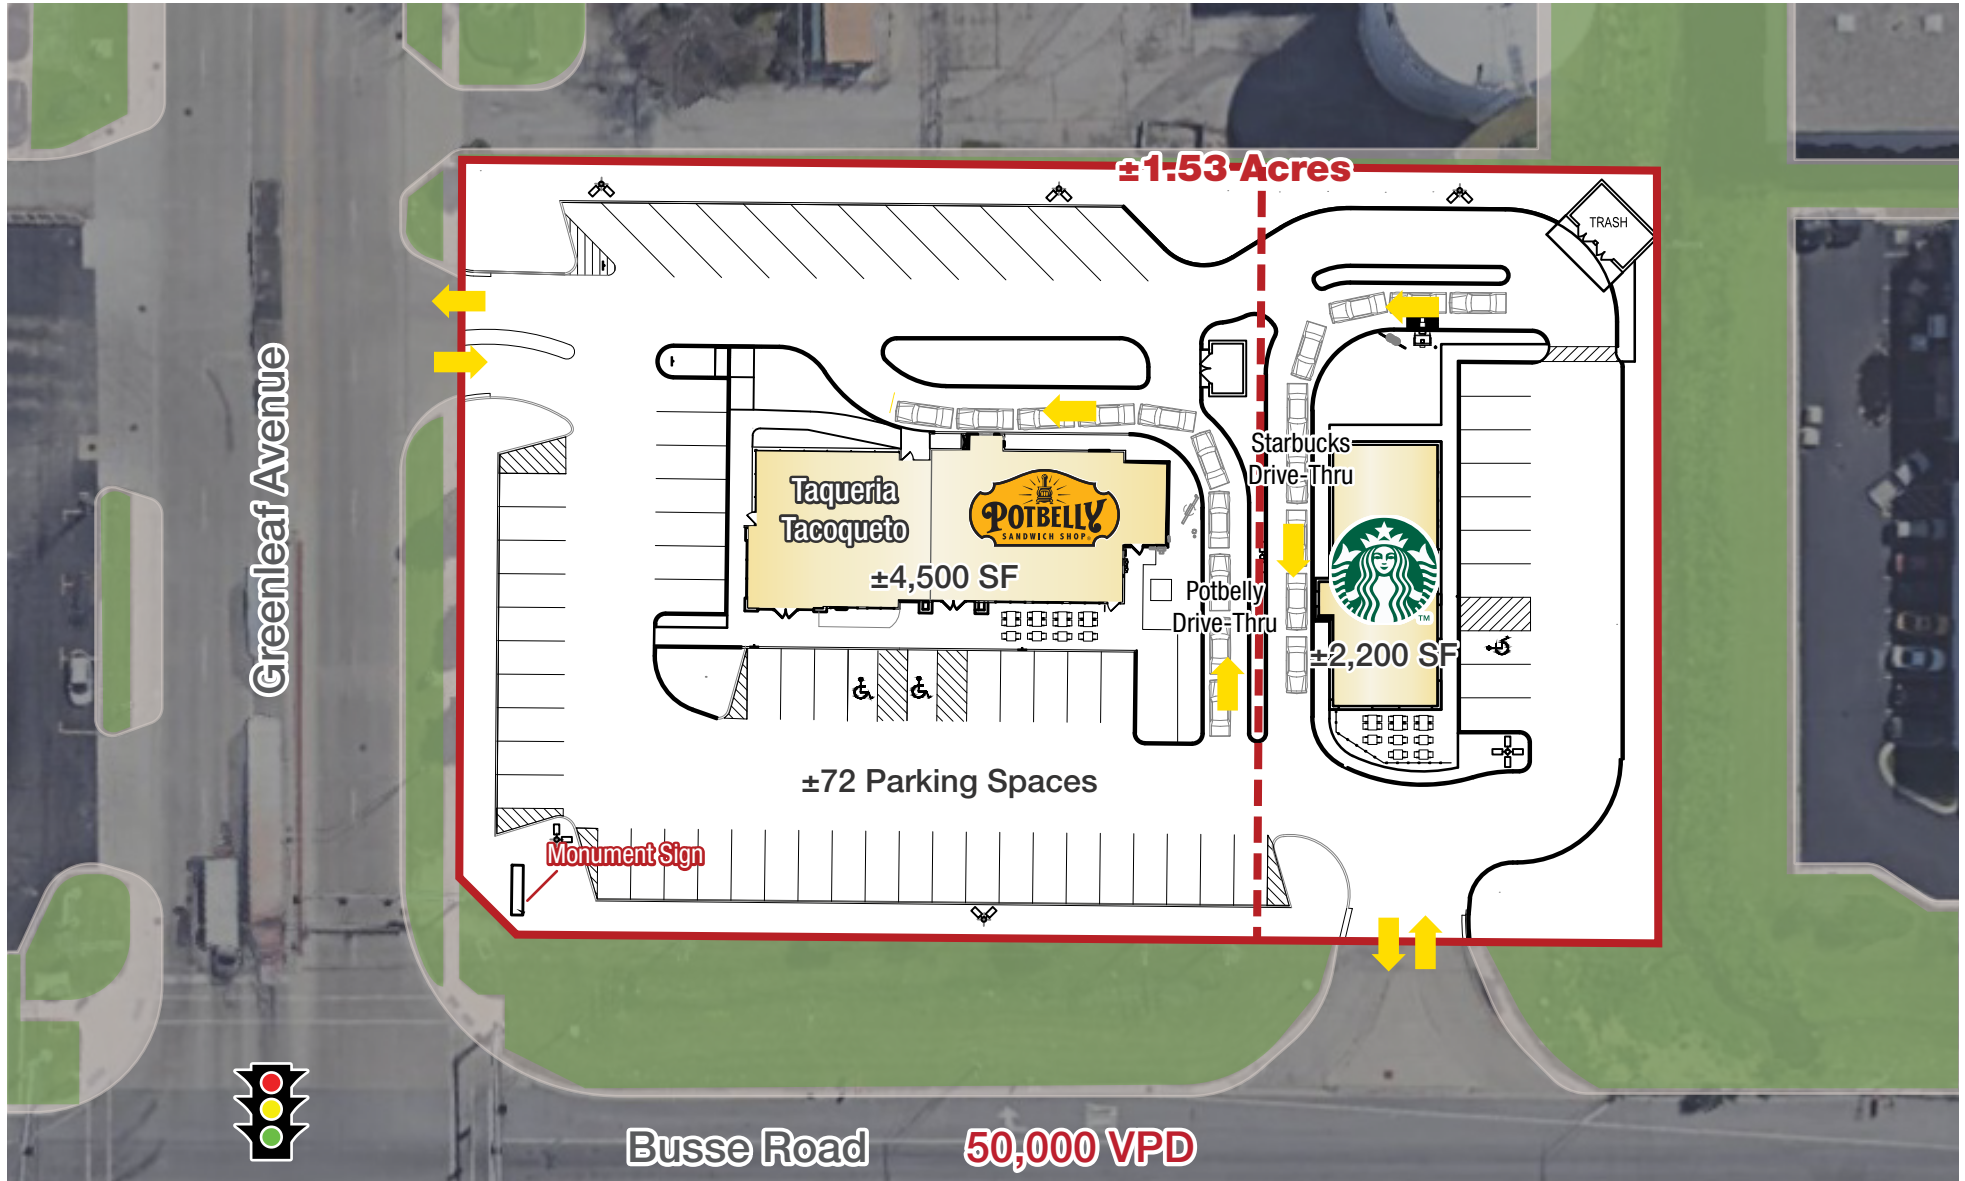 ±1.53 Acres
TRASH
Greenleaf Avenue
Starbucks
Drive-Thru
Taqueria
Tacoqueto
POTBELLY
SANDWICH SHOP
±4,500 SF
Potbelly
Drive-Thru
TM
±2,200 SF
±72 Parking Spaces
Monument Sign
Busse Road 50,000 VPD